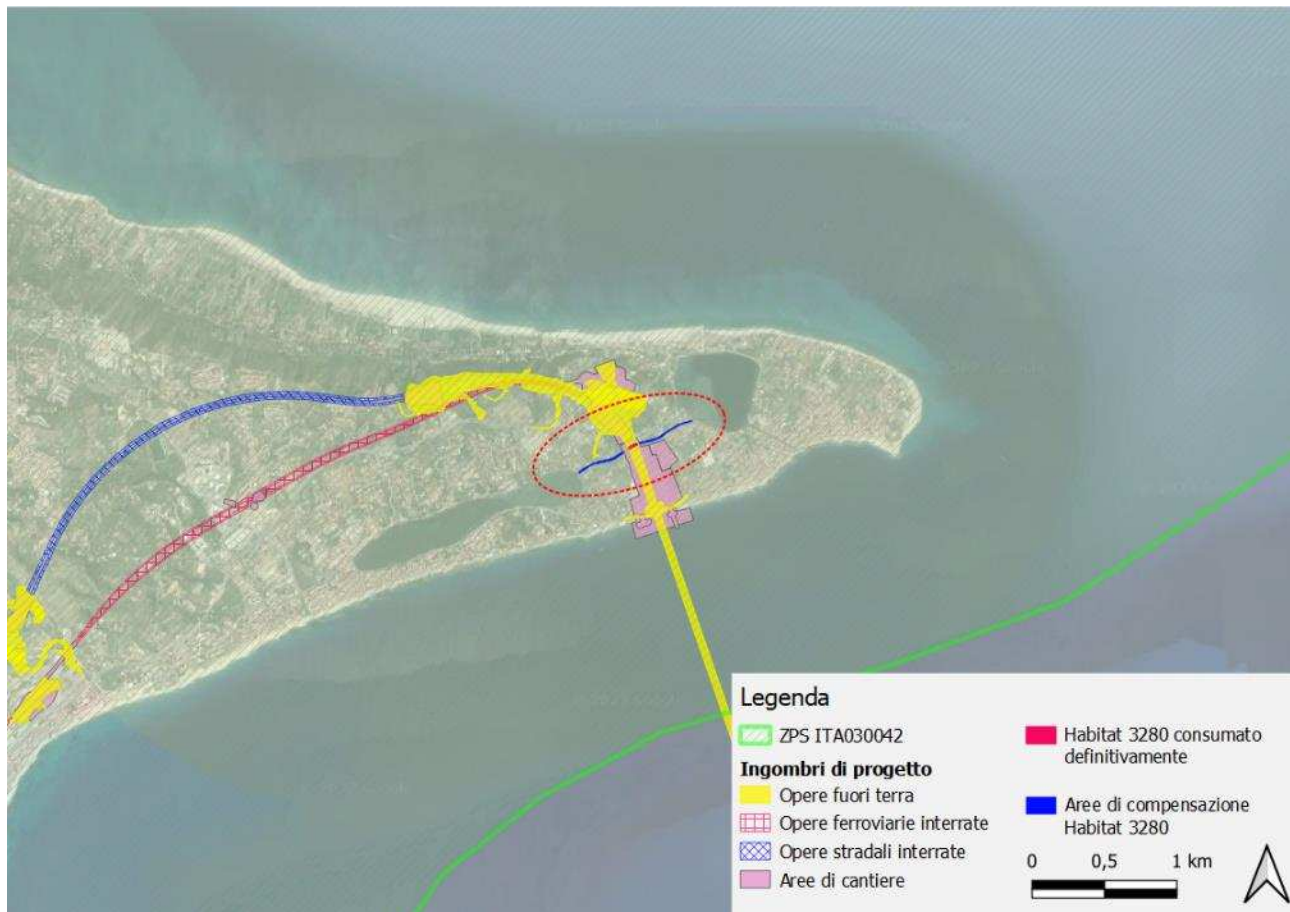 Legenda
ZPS ITA030042
Ingombri di progetto
Opere fuori terra
Opere ferroviarie interrate
Opere stradali interrate
Aree di cantiere
Habitat 3280 consumato
definitivamente
Aree di compensazione
Habitat 3280
0 0,5 1 km